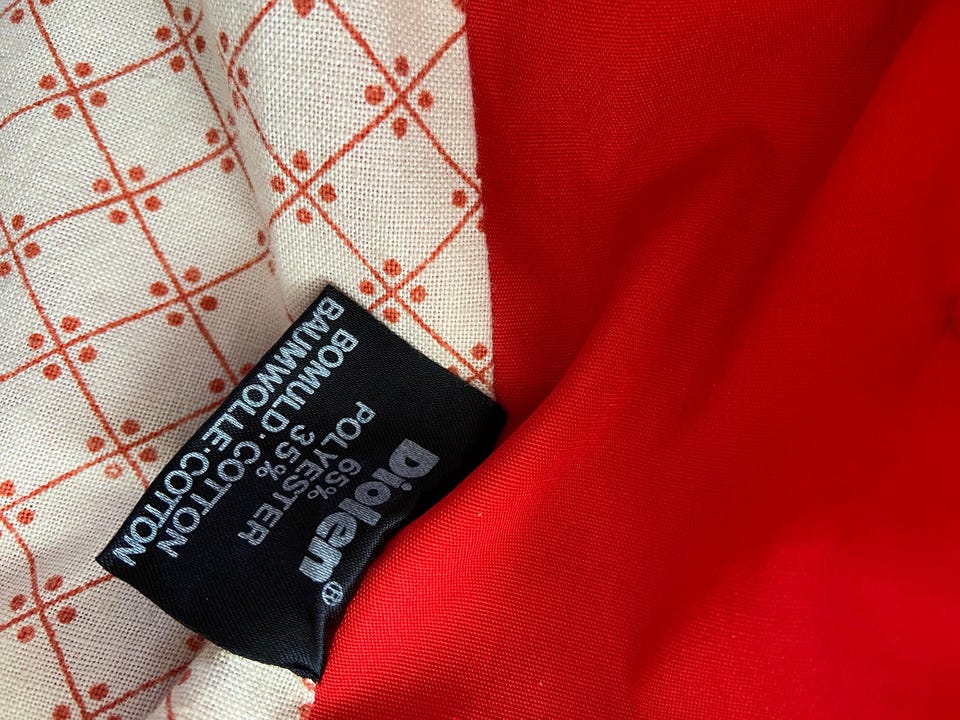 Diolen®
65%
POLYESTER
35%
BOMULD·COTTON
BAUMWOLLE·COTTON